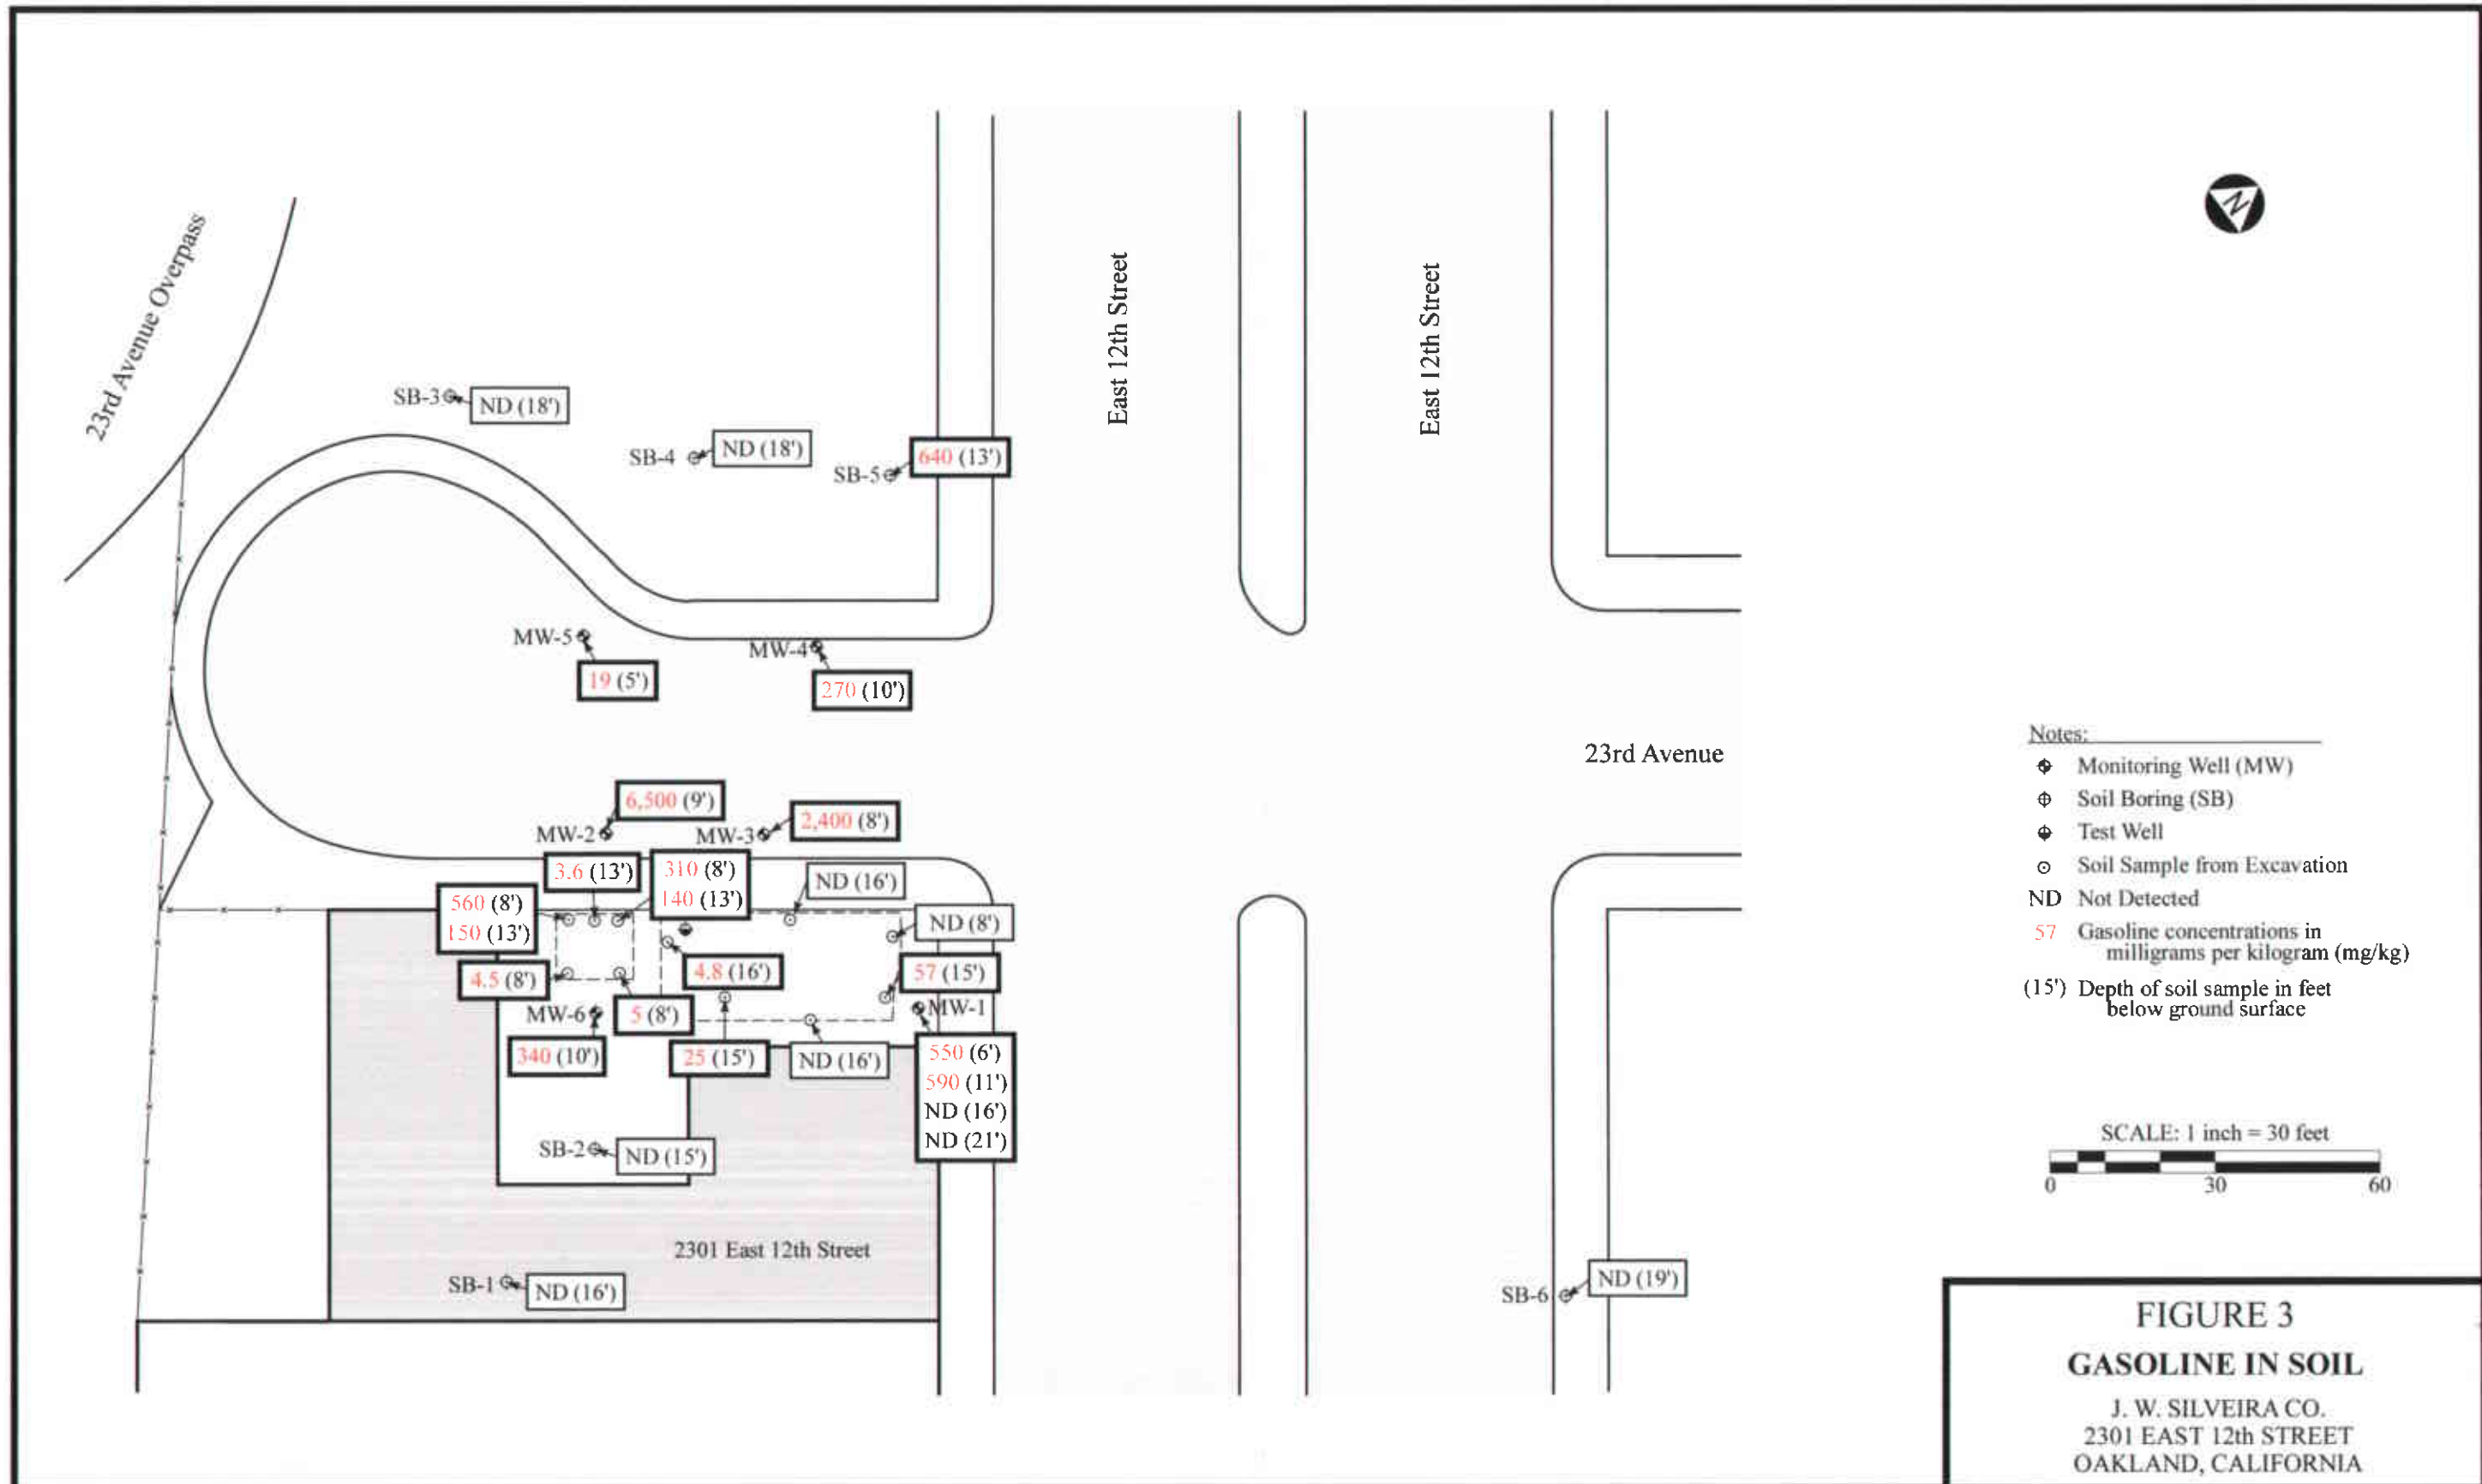 N
23rd Avenue Overpass
East 12th Street
East 12th Street
SB-3
ND (18')
SB-4
ND (18')
SB-5
640 (13')
MW-5
19 (5')
MW-4
270 (10')
23rd Avenue
6,500 (9')
MW-2
MW-3
2,400 (8')
3.6 (13')
310 (8')
140 (13')
ND (16')
560 (8')
150 (13')
ND (8')
4.5 (8')
4.8 (16')
57 (15')
MW-6
5 (8')
MW-1
340 (10')
25 (15')
ND (16')
550 (6')
590 (11')
ND (16')
ND (21')
SB-2
ND (15')
2301 East 12th Street
SB-1
ND (16')
SB-6
ND (19')
Notes:
Monitoring Well (MW)
Soil Boring (SB)
Test Well
Soil Sample from Excavation
ND Not Detected
57 Gasoline concentrations in
milligrams per kilogram (mg/kg)
(15') Depth of soil sample in feet
below ground surface
SCALE: 1 inch = 30 feet
0 30 60
FIGURE 3
GASOLINE IN SOIL
J. W. SILVEIRA CO.
2301 EAST 12th STREET
OAKLAND, CALIFORNIA